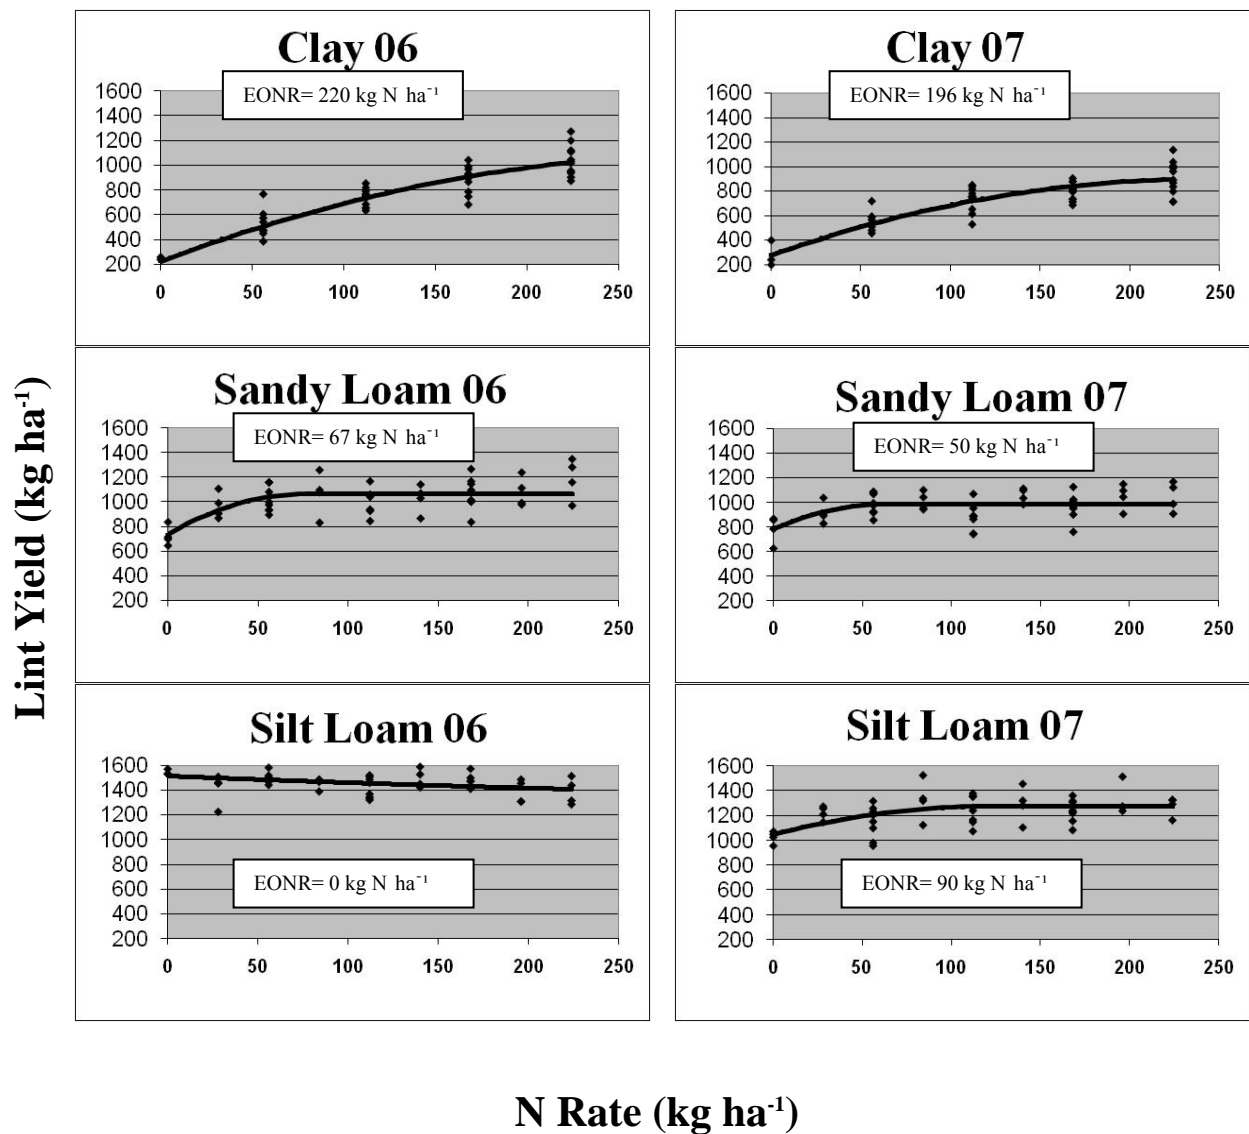 Clay 06
EONR= 220 kg N ha⁻¹
1600
1400
1200
1000
800
600
400
200
0 50 100 150 200 250
Clay 07
EONR= 196 kg N ha⁻¹
1600
1400
1200
1000
800
600
400
200
0 50 100 150 200 250
Lint Yield (kg ha⁻¹)
Sandy Loam 06
EONR= 67 kg N ha⁻¹
1600
1400
1200
1000
800
600
400
200
0 50 100 150 200 250
Sandy Loam 07
EONR= 50 kg N ha⁻¹
1600
1400
1200
1000
800
600
400
200
0 50 100 150 200 250
Silt Loam 06
1600
1400
1200
1000
800
600
400
200
EONR= 0 kg N ha⁻¹
0 50 100 150 200 250
Silt Loam 07
1600
1400
1200
1000
800
600
400
200
EONR= 90 kg N ha⁻¹
0 50 100 150 200 250
N Rate (kg ha⁻¹)